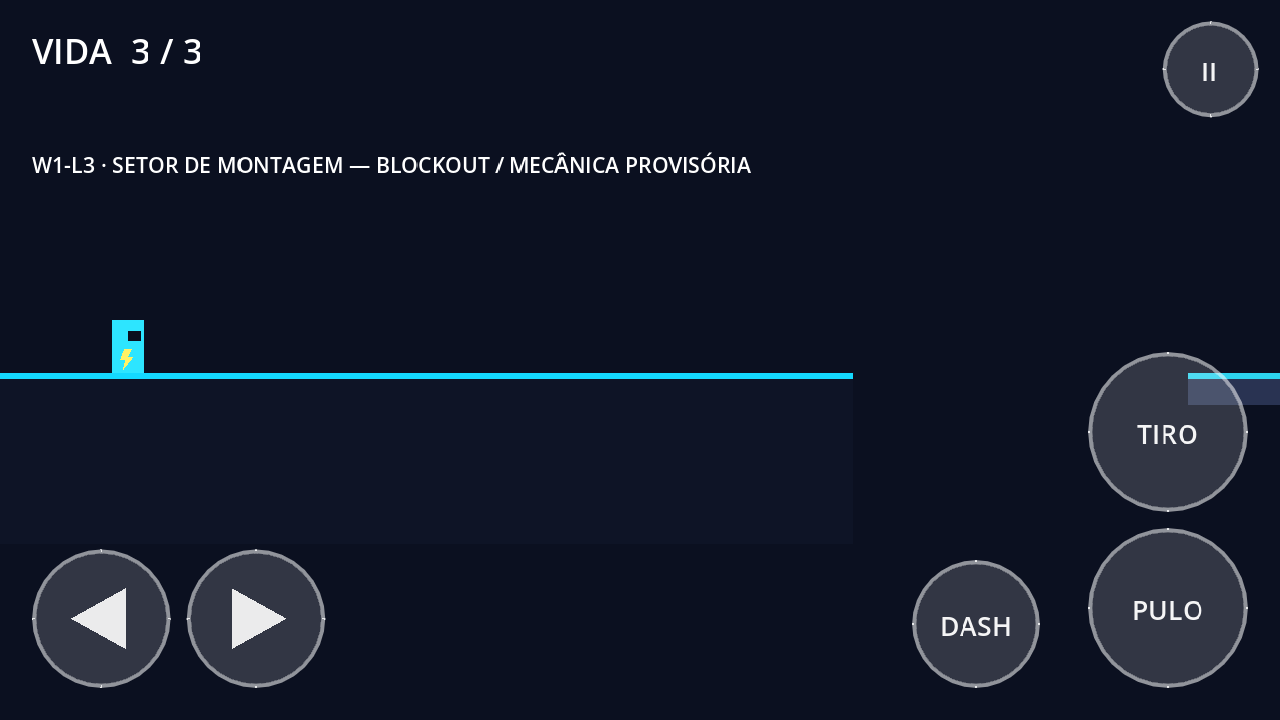 VIDA 3 / 3
II
W1-L3 · SETOR DE MONTAGEM — BLOCKOUT / MECÂNICA PROVISÓRIA
TIRO
PULO
DASH